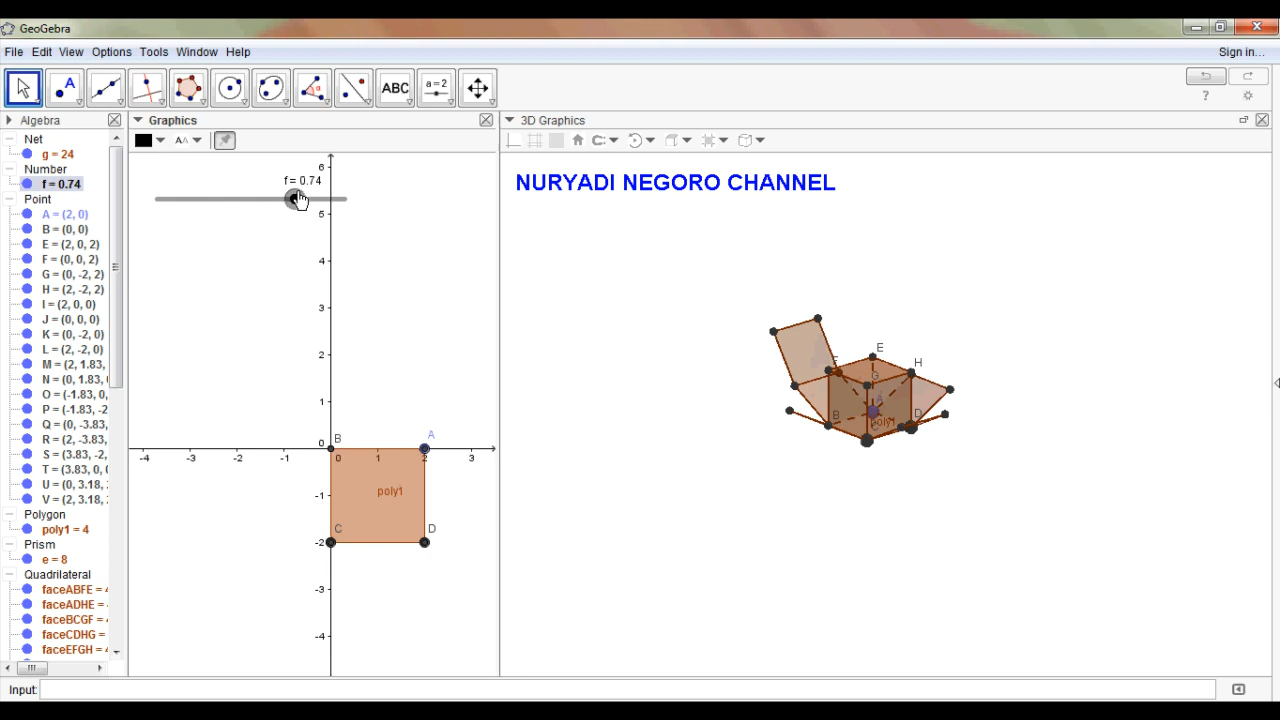 GeoGebra
File Edit View Options Tools Window Help
Sign in...
A
ABC
a = 2
?
Algebra
Graphics
3D Graphics
AA
Net
g = 24
Number
f = 0.74
Point
A = (2, 0)
B = (0, 0)
E = (2, 0, 2)
F = (0, 0, 2)
G = (0, -2, 2)
H = (2, -2, 2)
I = (2, 0, 0)
J = (0, 0, 0)
K = (0, -2, 0)
L = (2, -2, 0)
M = (2, 1.83,
N = (0, 1.83,
O = (-1.83, 0
P = (-1.83, -2
Q = (0, -3.83,
R = (2, -3.83,
S = (3.83, -2,
T = (3.83, 0,
U = (0, 3.18,
V = (2, 3.18,
Polygon
poly1 = 4
Prism
e = 8
Quadrilateral
faceABFE =
faceADHE =
faceBCGF =
faceCDHG =
faceEFGH =
Input:
f = 0.74
6
5
4
3
2
1
0
-1
-2
-3
-4
-4 -3 -2 -1 0 1 2 3
B
A
poly1
C
D
NURYADI NEGORO CHANNEL
E
F
H
G
A
B
D
poly1
C